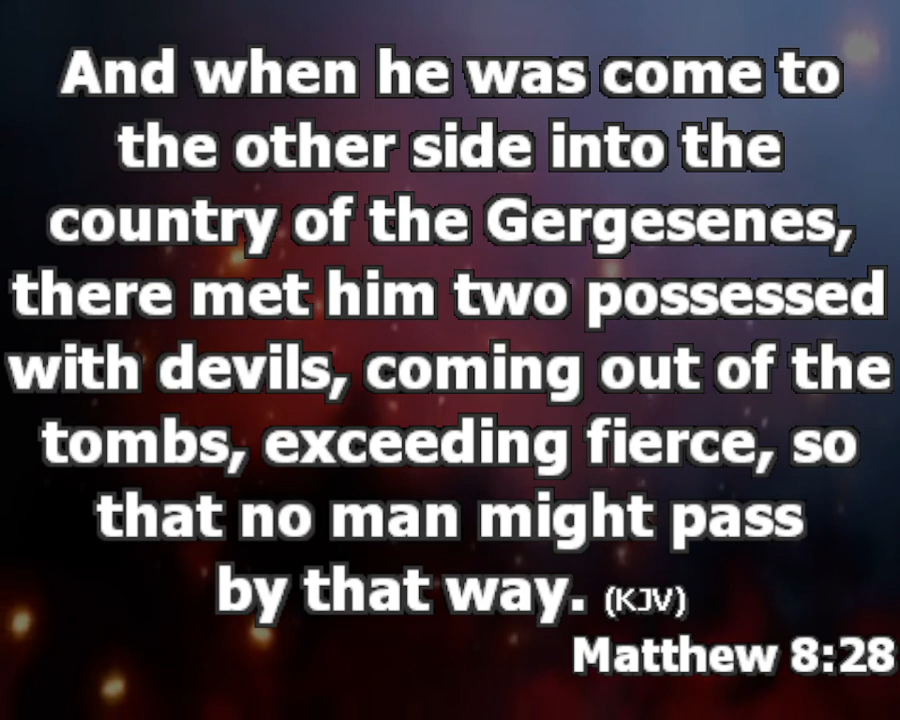 And when he was come to
the other side into the
country of the Gergesenes,
there met him two possessed
with devils, coming out of the
tombs, exceeding fierce, so
that no man might pass
by that way. (KJV)
Matthew 8:28